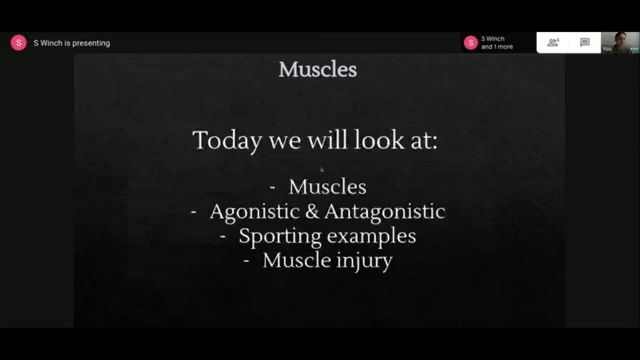 S
S Winch is presenting
S
S Winch
and 1 more
You
Muscles
Today we will look at:
- Muscles
- Agonistic & Antagonistic
- Sporting examples
- Muscle injury